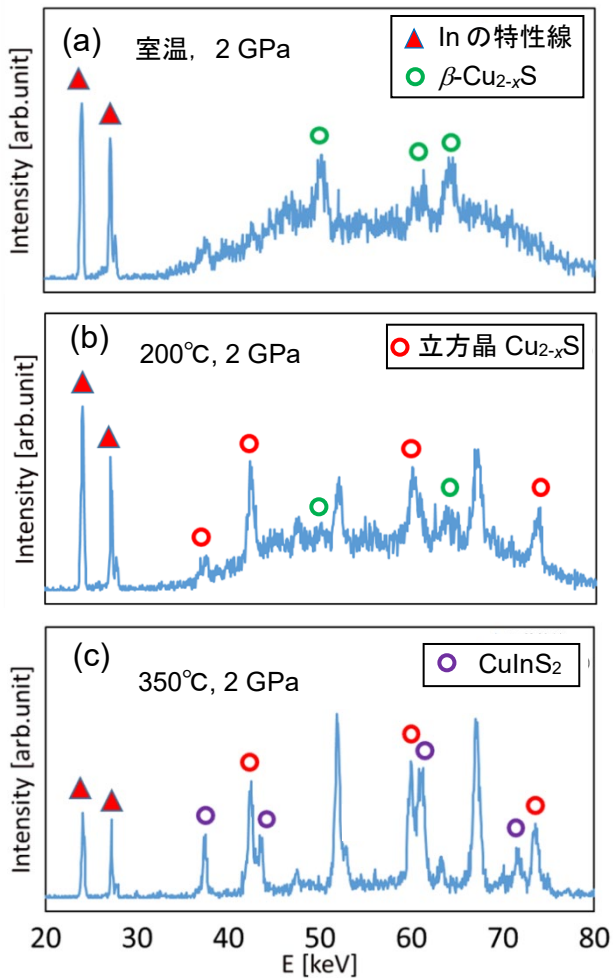 (a) 室温, 2 GPa
▲ Inの特性線
○ β-Cu2-xS
Intensity [arb.unit]
(b) 200℃, 2 GPa
○ 立方晶 Cu2-xS
Intensity [arb.unit]
(c) 350℃, 2 GPa
○ CuInS2
Intensity [arb.unit]
20 30 40 50 60 70 80
E [keV]